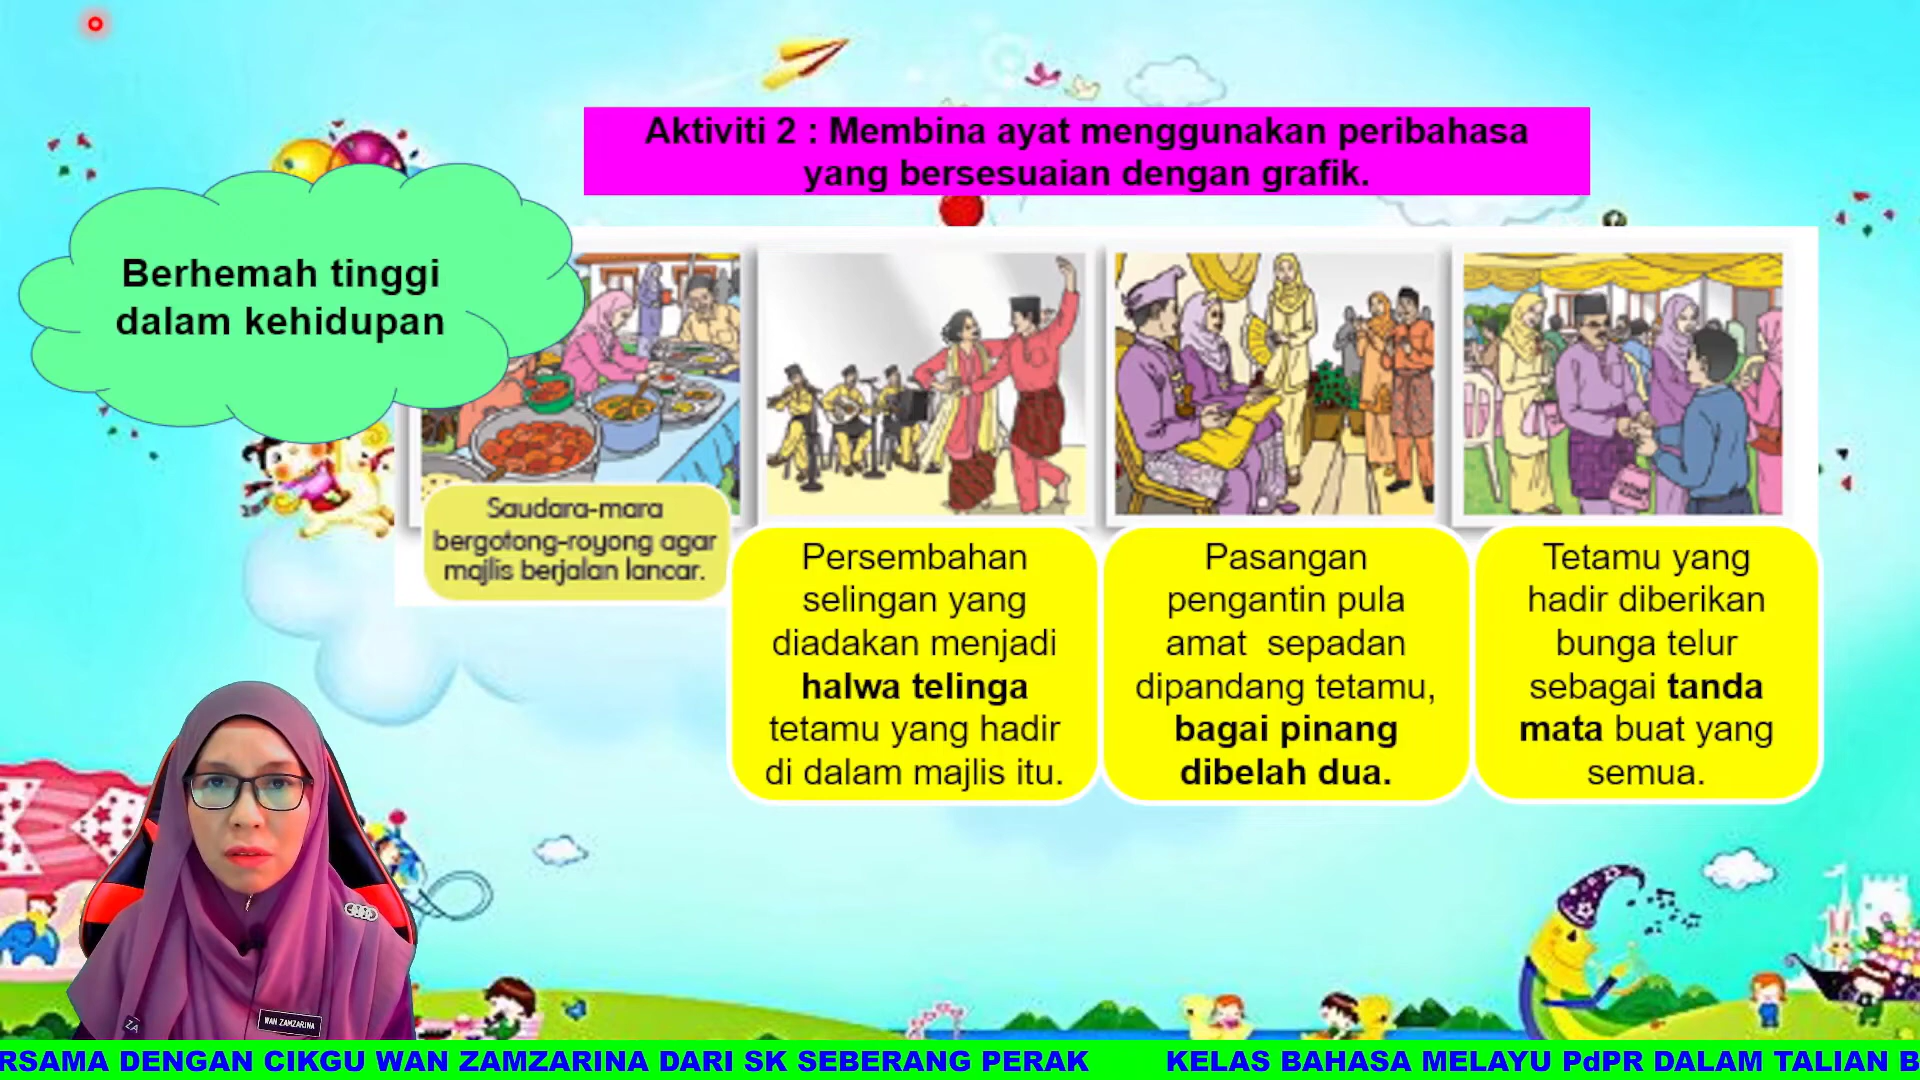 Aktiviti 2 : Membina ayat menggunakan peribahasa
yang bersesuaian dengan grafik.
Berhemah tinggi
dalam kehidupan
Saudara-mara
bergotong-royong agar
majlis berjalan lancar.
Persembahan
selingan yang
diadakan menjadi
halwa telinga
tetamu yang hadir
di dalam majlis itu.
Pasangan
pengantin pula
amat  sepadan
dipandang tetamu,
bagai pinang
dibelah dua.
Tetamu yang
hadir diberikan
bunga telur
sebagai tanda
mata buat yang
semua.
ZA
WAN ZAMZARINA
RSAMA DENGAN CIKGU WAN ZAMZARINA DARI SK SEBERANG PERAK KELAS BAHASA MELAYU PdPR DALAM TALIAN B